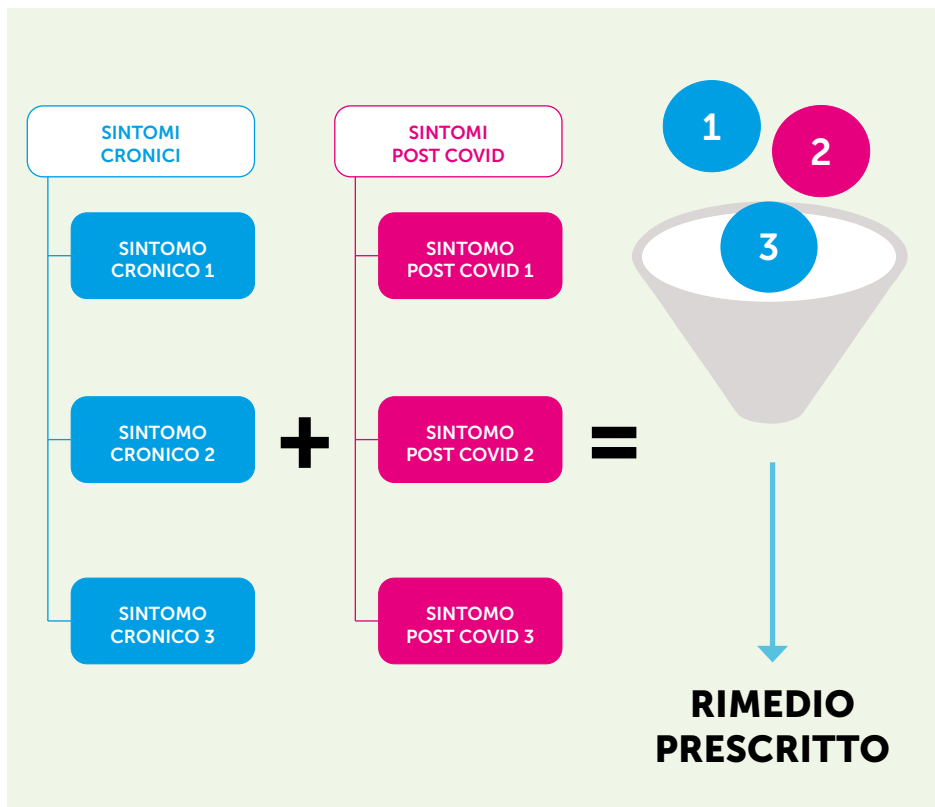 SINTOMI
CRONICI
SINTOMO
CRONICO 1
SINTOMO
CRONICO 2
SINTOMO
CRONICO 3
+
SINTOMI
POST COVID
SINTOMO
POST COVID 1
SINTOMO
POST COVID 2
SINTOMO
POST COVID 3
=
1
2
3
RIMEDIO
PRESCRITTO